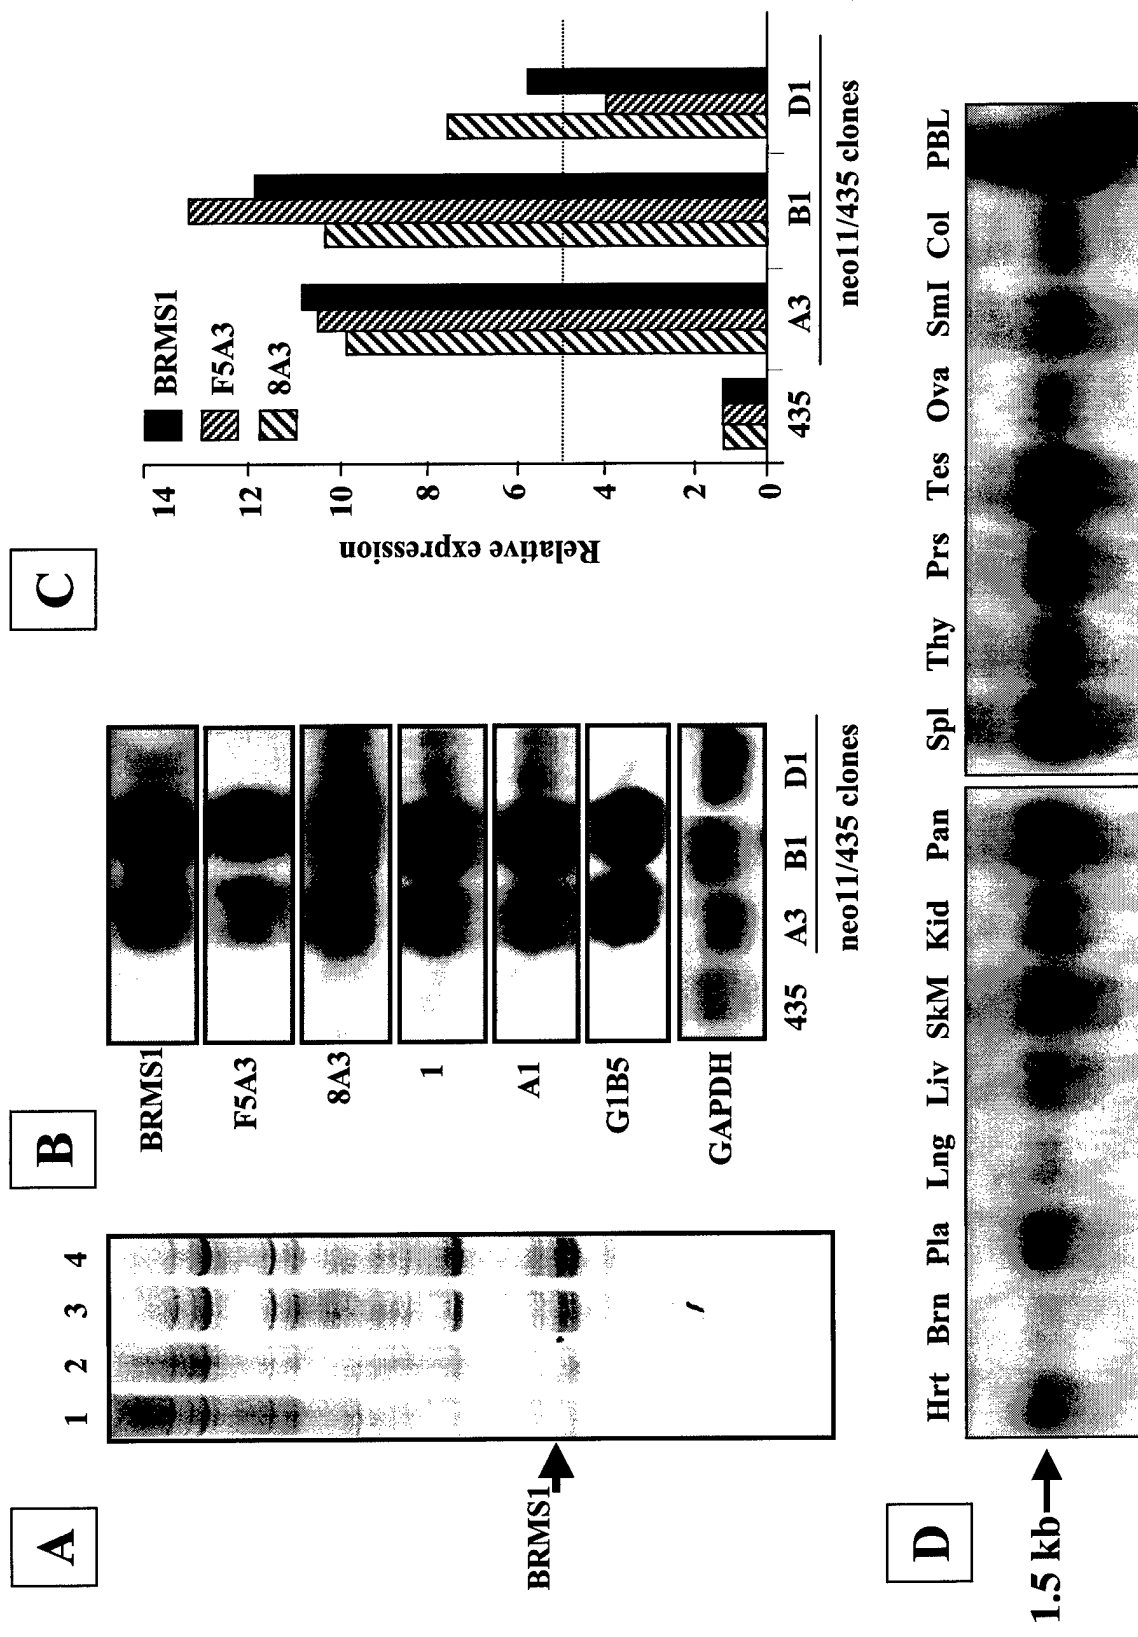 A
1 2 3 4
BRMS1
B
BRMS1
F5A3
8A3
1
A1
G1B5
GAPDH
435 A3 B1 D1
neo11/435 clones
C
BRMS1
F5A3
8A3
Relative expression
14
12
10
8
6
4
2
0
435 A3 B1 D1
neo11/435 clones
D
Hrt Brn Pla Lng Liv SkM Kid Pan Spl Thy Prs Tes Ova SmI Col PBL
1.5 kb